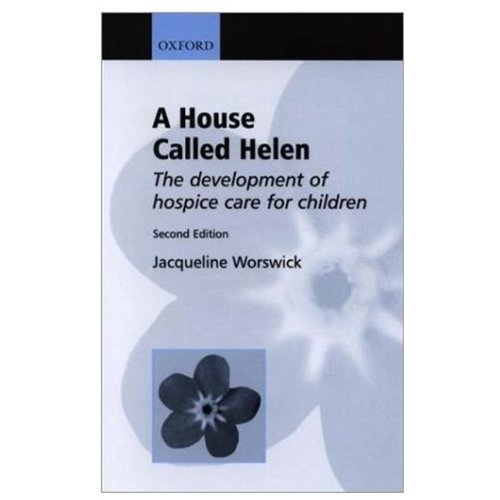 OXFORD
A House
Called Helen
The development of
hospice care for children
Second Edition
Jacqueline Worswick